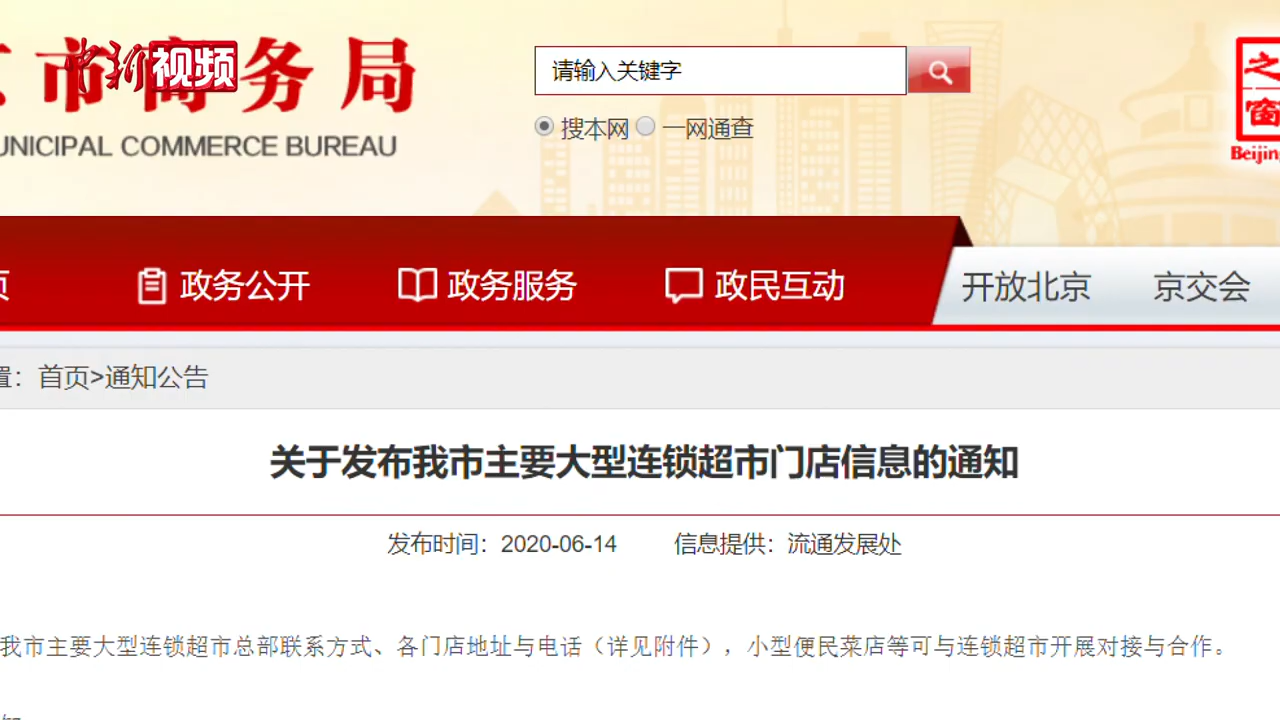 市商务局
中新视频
UNICIPAL COMMERCE BUREAU
请输入关键字
搜本网 一网通查
之
窗
Beijin
页 政务公开 政务服务 政民互动 开放北京 京交会
置：首页>通知公告
关于发布我市主要大型连锁超市门店信息的通知
发布时间：2020-06-14 信息提供：流通发展处
我市主要大型连锁超市总部联系方式、各门店地址与电话（详见附件），小型便民菜店等可与连锁超市开展对接与合作。